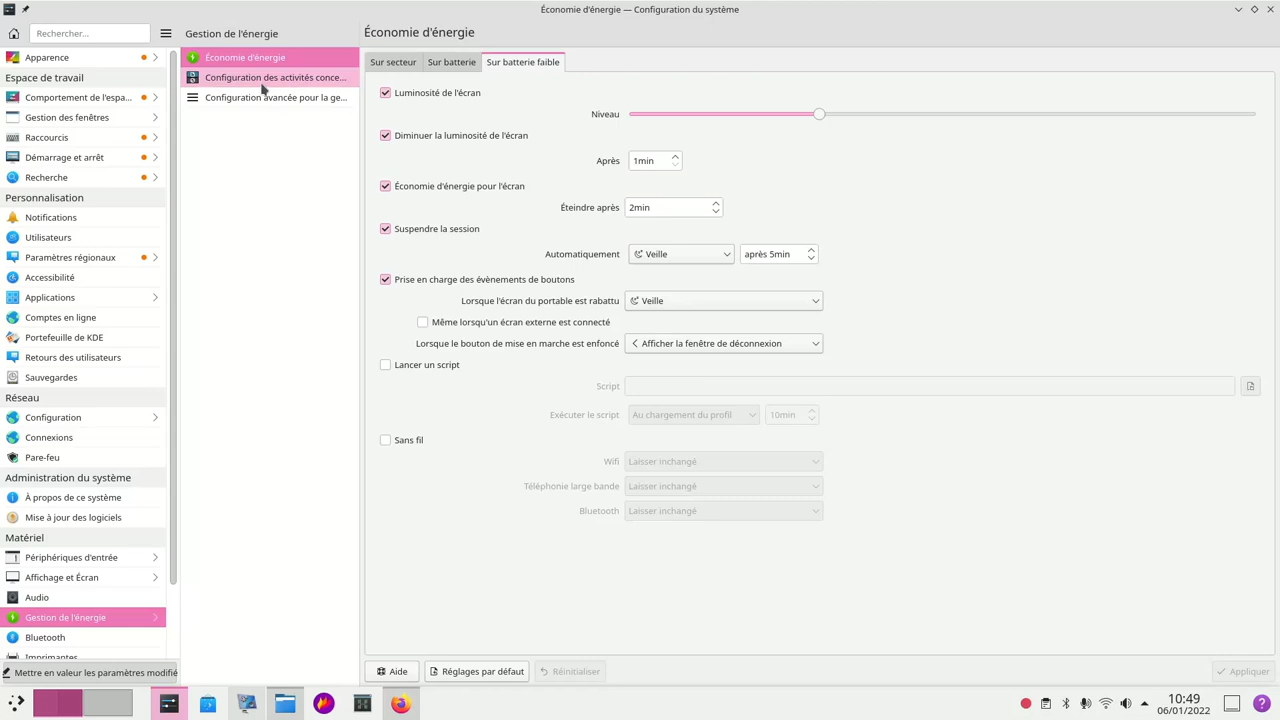 Économie d'énergie — Configuration du système
Rechercher...
Gestion de l'énergie
Économie d'énergie
Apparence
Espace de travail
Comportement de l'espa...
Gestion des fenêtres
Raccourcis
Démarrage et arrêt
Recherche
Personnalisation
Notifications
Utilisateurs
Paramètres régionaux
Accessibilité
Applications
Comptes en ligne
Portefeuille de KDE
Retours des utilisateurs
Sauvegardes
Réseau
Configuration
Connexions
Pare-feu
Administration du système
À propos de ce système
Mise à jour des logiciels
Matériel
Périphériques d'entrée
Affichage et Écran
Audio
Gestion de l'énergie
Bluetooth
Imprimantes
Mettre en valeur les paramètres modifié
Économie d'énergie
Configuration des activités conce...
Configuration avancée pour la ge...
Sur secteur
Sur batterie
Sur batterie faible
Luminosité de l'écran
Niveau
Diminuer la luminosité de l'écran
Après 1min
Économie d'énergie pour l'écran
Éteindre après 2min
Suspendre la session
Automatiquement Veille après 5min
Prise en charge des évènements de boutons
Lorsque l'écran du portable est rabattu Veille
Même lorsqu'un écran externe est connecté
Lorsque le bouton de mise en marche est enfoncé Afficher la fenêtre de déconnexion
Lancer un script
Script
Exécuter le script Au chargement du profil 10min
Sans fil
Wifi Laisser inchangé
Téléphonie large bande Laisser inchangé
Bluetooth Laisser inchangé
Aide
Réglages par défaut
Réinitialiser
Appliquer
10:49
06/01/2022